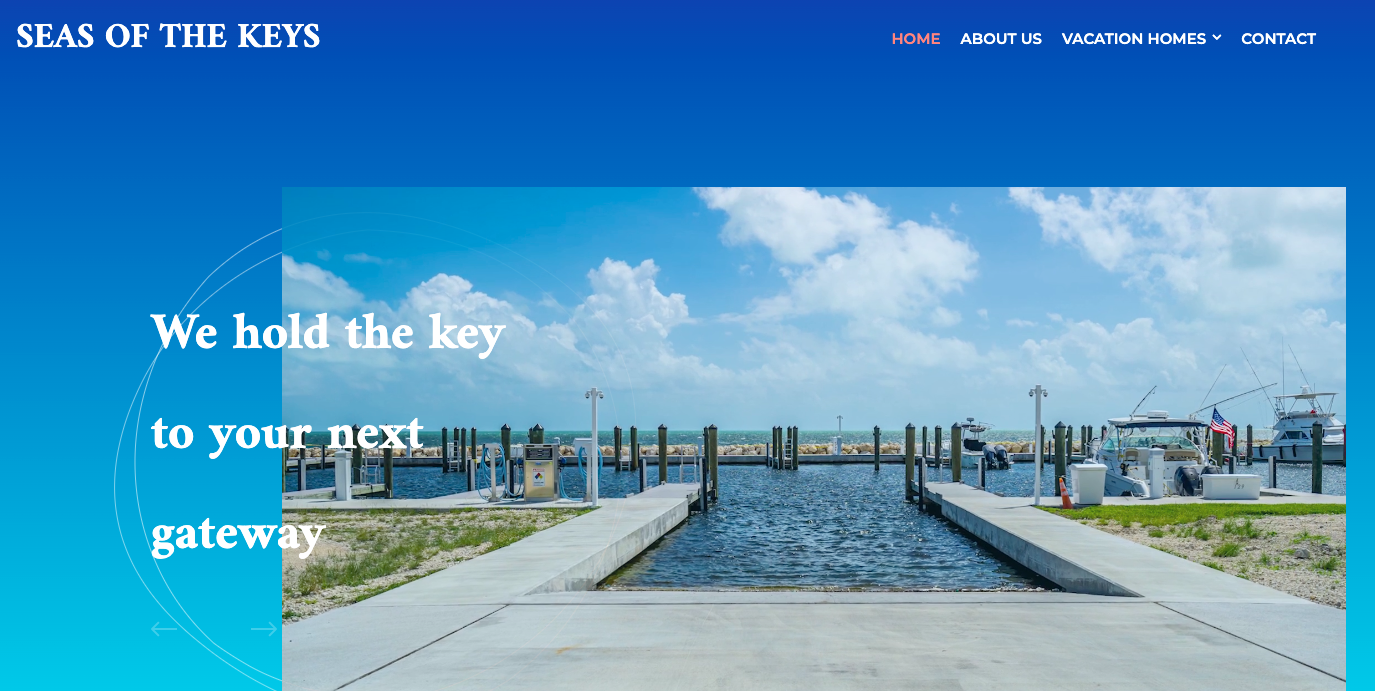 SEAS OF THE KEYS
HOME ABOUT US VACATION HOMES CONTACT
We hold the key
to your next
gateway